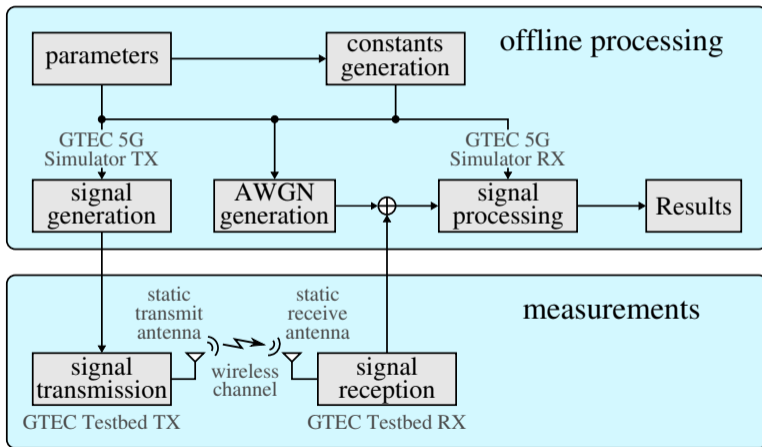 offline processing
parameters
constants
generation
GTEC 5G
Simulator TX
GTEC 5G
Simulator RX
signal
generation
AWGN
generation
signal
processing
Results
measurements
static
transmit
antenna
static
receive
antenna
signal
transmission
wireless
channel
signal
reception
GTEC Testbed TX
GTEC Testbed RX